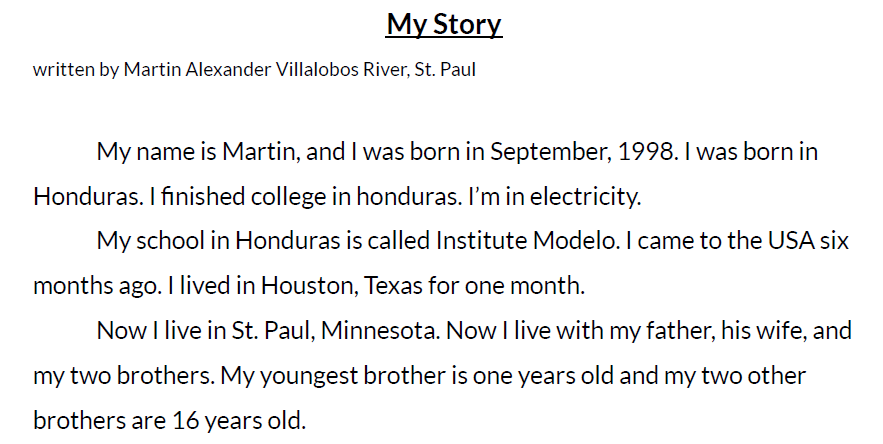 My Story
written by Martin Alexander Villalobos River, St. Paul
My name is Martin, and I was born in September, 1998. I was born in
Honduras. I finished college in honduras. I’m in electricity.
My school in Honduras is called Institute Modelo. I came to the USA six
months ago. I lived in Houston, Texas for one month.
Now I live in St. Paul, Minnesota. Now I live with my father, his wife, and
my two brothers. My youngest brother is one years old and my two other
brothers are 16 years old.